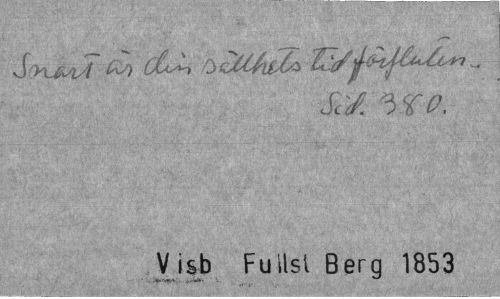 Snart är din sällhets tid förfluten.
Sid. 380.
Visb Fullst Berg 1853